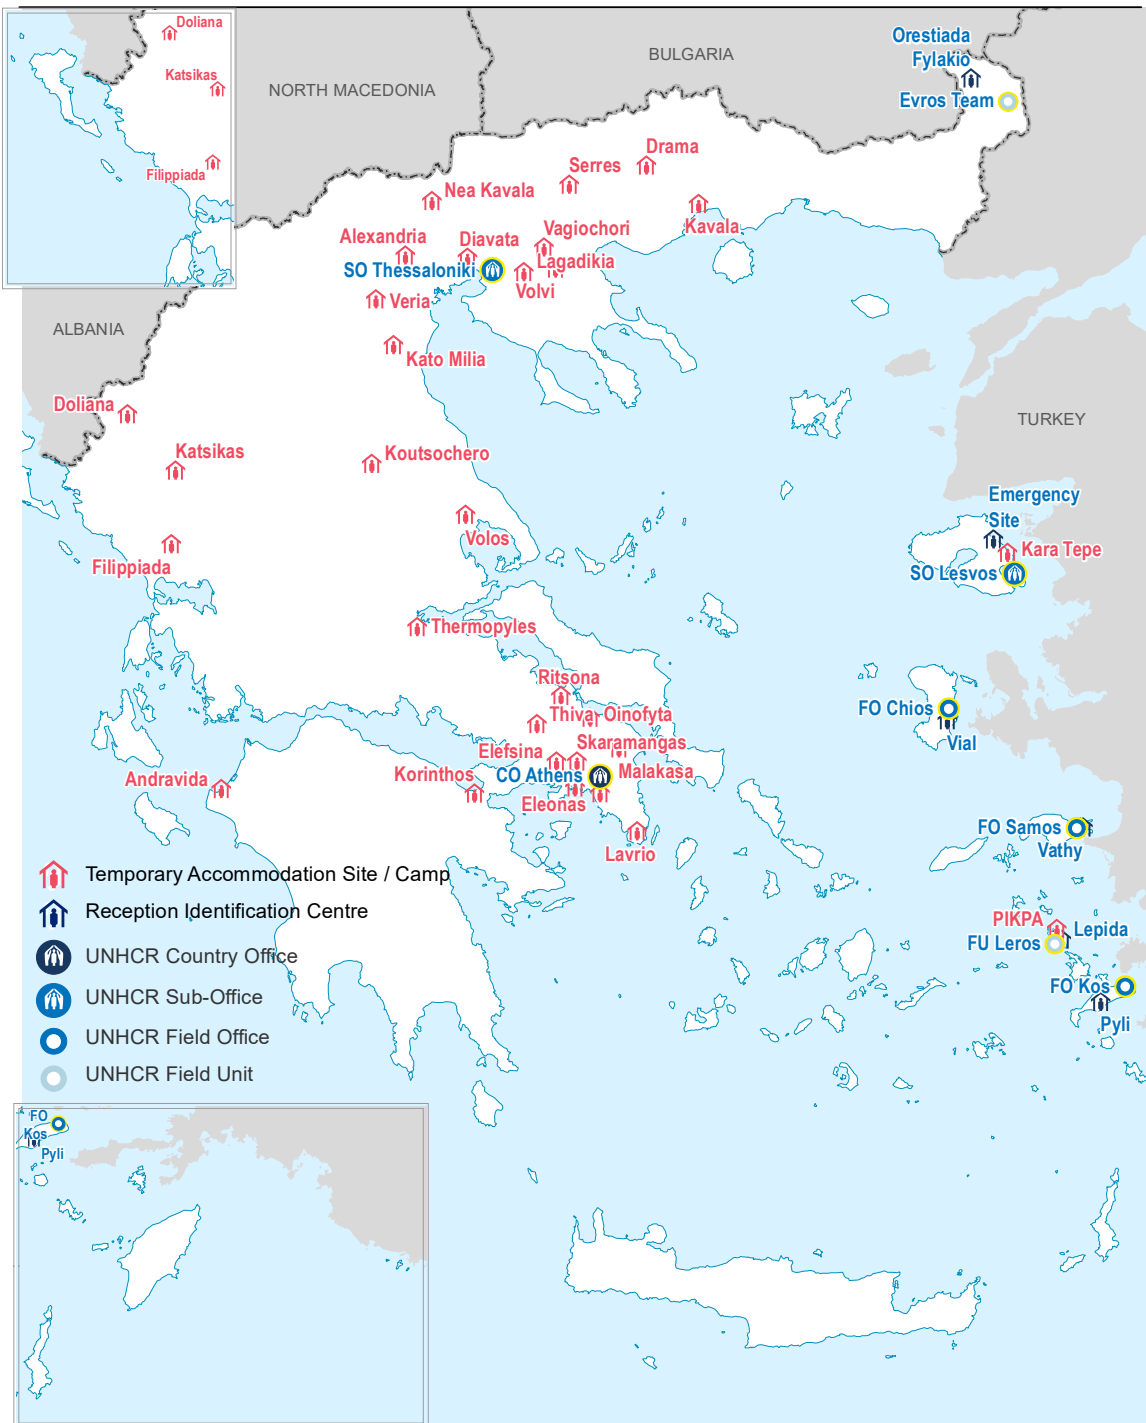 Doliana
Katsikas
Filippiada
NORTH MACEDONIA
BULGARIA
Orestiada
Fylakio
Evros Team
Drama
Serres
Nea Kavala
Kavala
Vagiochori
Alexandria
Diavata
Lagadikia
SO Thessaloniki
Volvi
Veria
ALBANIA
Kato Milia
Doliana
TURKEY
Katsikas
Koutsochero
Emergency
Site
Volos
Kara Tepe
Filippiada
SO Lesvos
Thermopyles
Ritsona
FO Chios
Thiva
Oinofyta
Vial
Elefsina
Skaramangas
Andravida
Korinthos
CO Athens
Malakasa
Eleonas
FO Samos
Lavrio
Vathy
Temporary Accommodation Site / Camp
Reception Identification Centre
PIKPA
Lepida
FU Leros
UNHCR Country Office
FO Kos
UNHCR Sub-Office
Pyli
UNHCR Field Office
UNHCR Field Unit
FO
Kos
Pyli